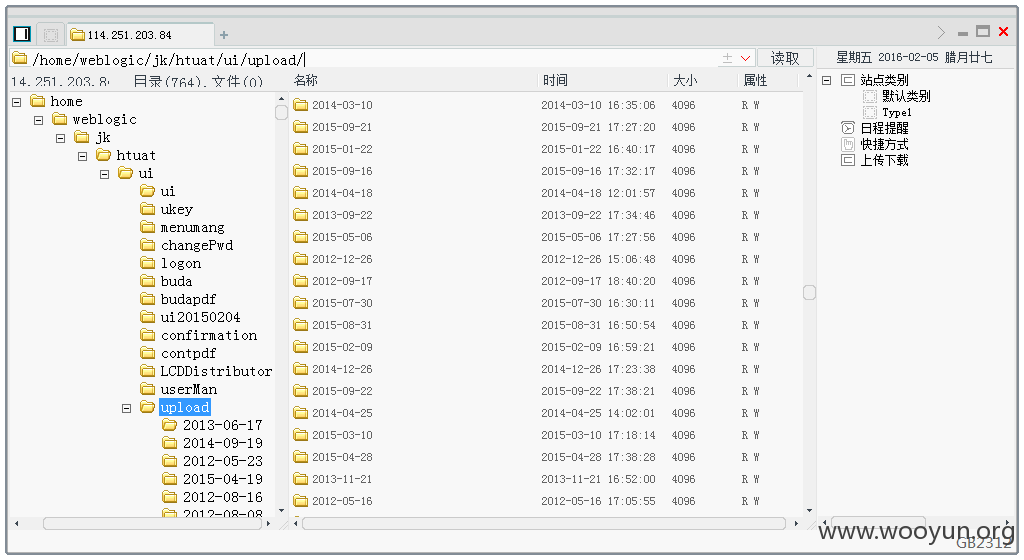 114.251.203.84
/home/weblogic/jk/htuat/ui/upload/
读取
星期五 2016-02-05 腊月廿七
14.251.203.8
目录(764),文件(0)
名称 时间 大小 属性
home
weblogic
jk
htuat
ui
ui
ukey
menumang
changePwd
logon
buda
budapdf
ui20150204
confirmation
contpdf
LCDDistributor
userMan
upload
2013-06-17
2014-09-19
2012-05-23
2015-04-19
2012-08-16
2012-08-08
2014-03-10 2014-03-10 16:35:06 4096 R W
2015-09-21 2015-09-21 17:27:20 4096 R W
2015-01-22 2015-01-22 16:40:17 4096 R W
2015-09-16 2015-09-16 17:32:17 4096 R W
2014-04-18 2014-04-18 12:01:57 4096 R W
2013-09-22 2013-09-22 17:34:46 4096 R W
2015-05-06 2015-05-06 17:27:56 4096 R W
2012-12-26 2012-12-26 15:06:48 4096 R W
2012-09-17 2012-09-17 18:40:20 4096 R W
2015-07-30 2015-07-30 16:30:11 4096 R W
2015-08-31 2015-08-31 16:50:54 4096 R W
2015-02-09 2015-02-09 16:59:21 4096 R W
2014-12-26 2014-12-26 17:23:38 4096 R W
2015-09-22 2015-09-22 17:38:21 4096 R W
2014-04-25 2014-04-25 14:02:01 4096 R W
2015-03-10 2015-03-10 17:18:14 4096 R W
2015-04-28 2015-04-28 17:38:28 4096 R W
2013-11-21 2013-11-21 16:52:00 4096 R W
2012-05-16 2012-05-16 17:05:55 4096 R W
站点类别
默认类别
Type1
日程提醒
快捷方式
上传下载
www.wooyun.org
GB2312